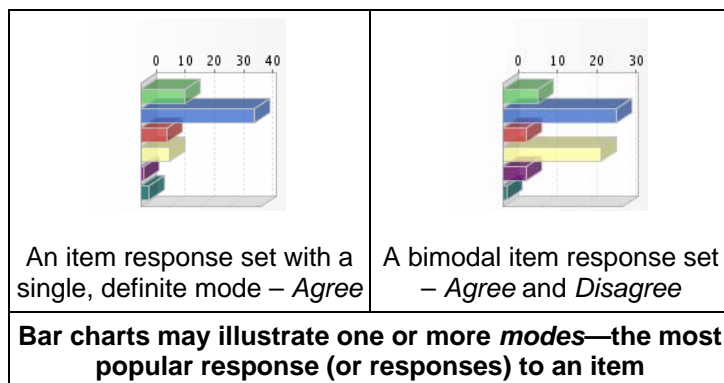 0 10 20 30 40
An item response set with a
single, definite mode – Agree
0 10 20 30
A bimodal item response set
– Agree and Disagree
Bar charts may illustrate one or more modes—the most
popular response (or responses) to an item